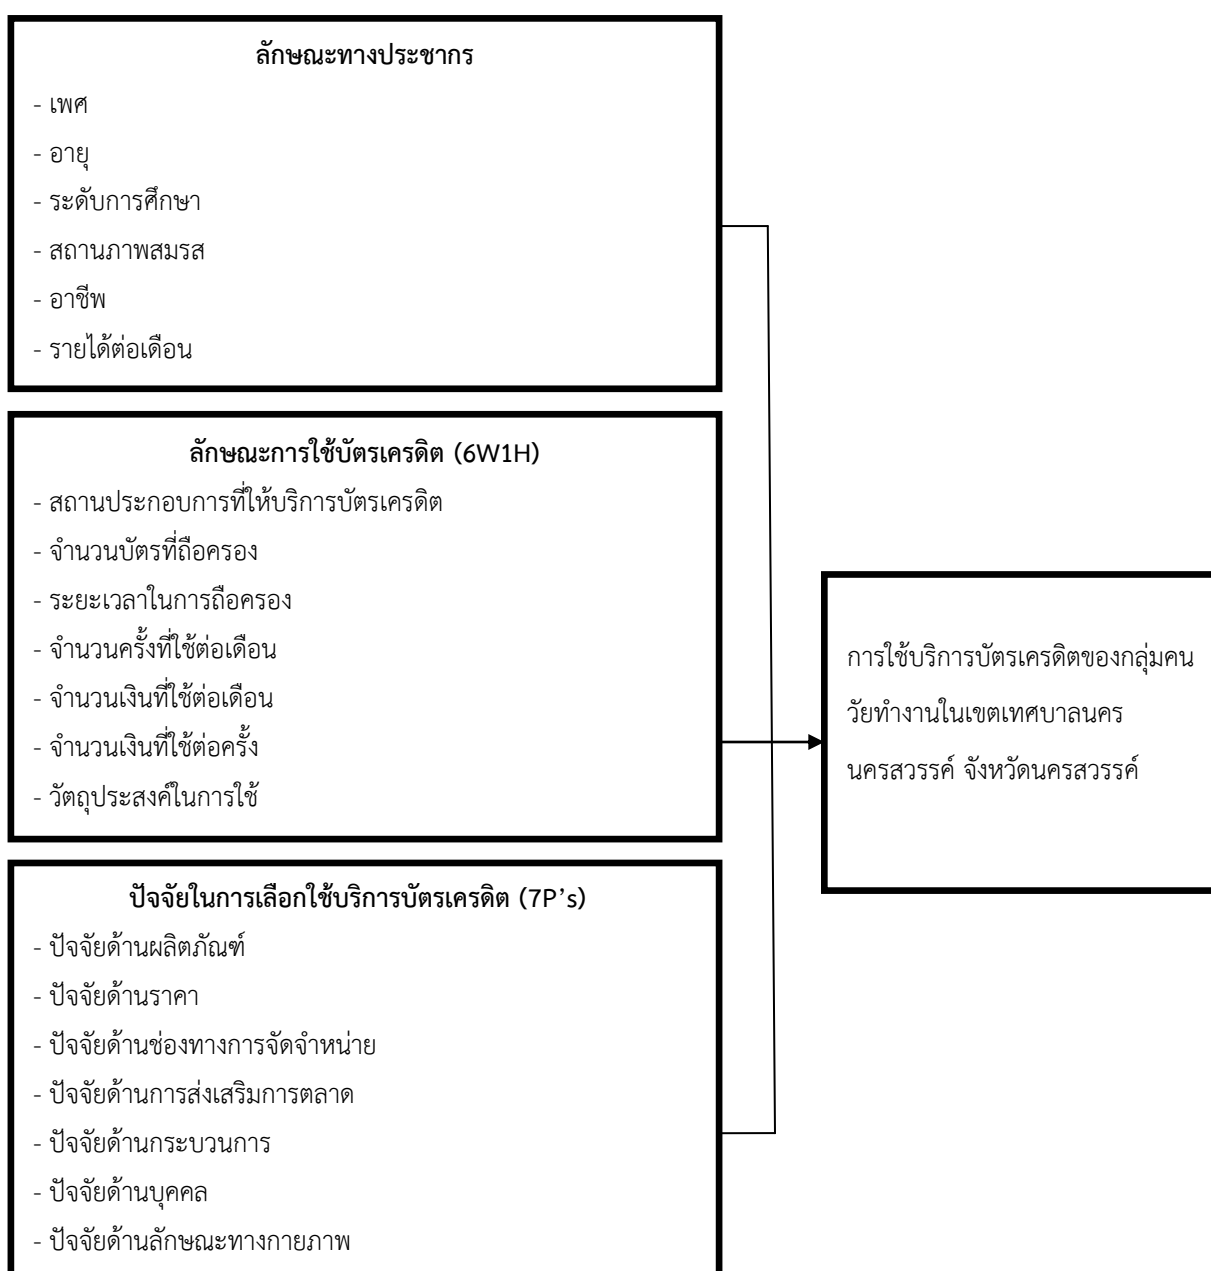 ลักษณะทางประชากร
- เพศ
- อายุ
- ระดับการศึกษา
- สถานภาพสมรส
- อาชีพ
- รายได้ต่อเดือน
ลักษณะการใช้บัตรเครดิต (6W1H)
- สถานประกอบการที่ให้บริการบัตรเครดิต
- จำนวนบัตรที่ถือครอง
- ระยะเวลาในการถือครอง
- จำนวนครั้งที่ใช้ต่อเดือน
- จำนวนเงินที่ใช้ต่อเดือน
- จำนวนเงินที่ใช้ต่อครั้ง
- วัตถุประสงค์ในการใช้
ปัจจัยในการเลือกใช้บริการบัตรเครดิต (7P’s)
- ปัจจัยด้านผลิตภัณฑ์
- ปัจจัยด้านราคา
- ปัจจัยด้านช่องทางการจัดจำหน่าย
- ปัจจัยด้านการส่งเสริมการตลาด
- ปัจจัยด้านกระบวนการ
- ปัจจัยด้านบุคคล
- ปัจจัยด้านลักษณะทางกายภาพ
การใช้บริการบัตรเครดิตของกลุ่มคน
วัยทำงานในเขตเทศบาลนคร
นครสวรรค์ จังหวัดนครสวรรค์